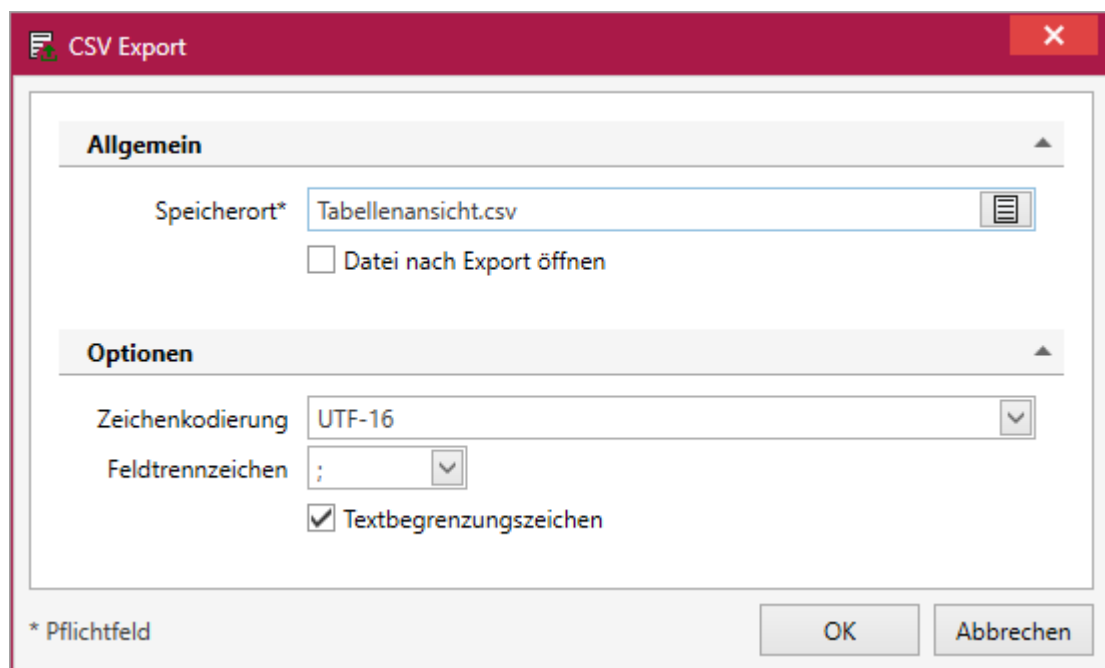 CSV Export
Allgemein
Speicherort* Tabellenansicht.csv
Datei nach Export öffnen
Optionen
Zeichenkodierung UTF-16
Feldtrennzeichen ;
Textbegrenzungszeichen
* Pflichtfeld OK Abbrechen